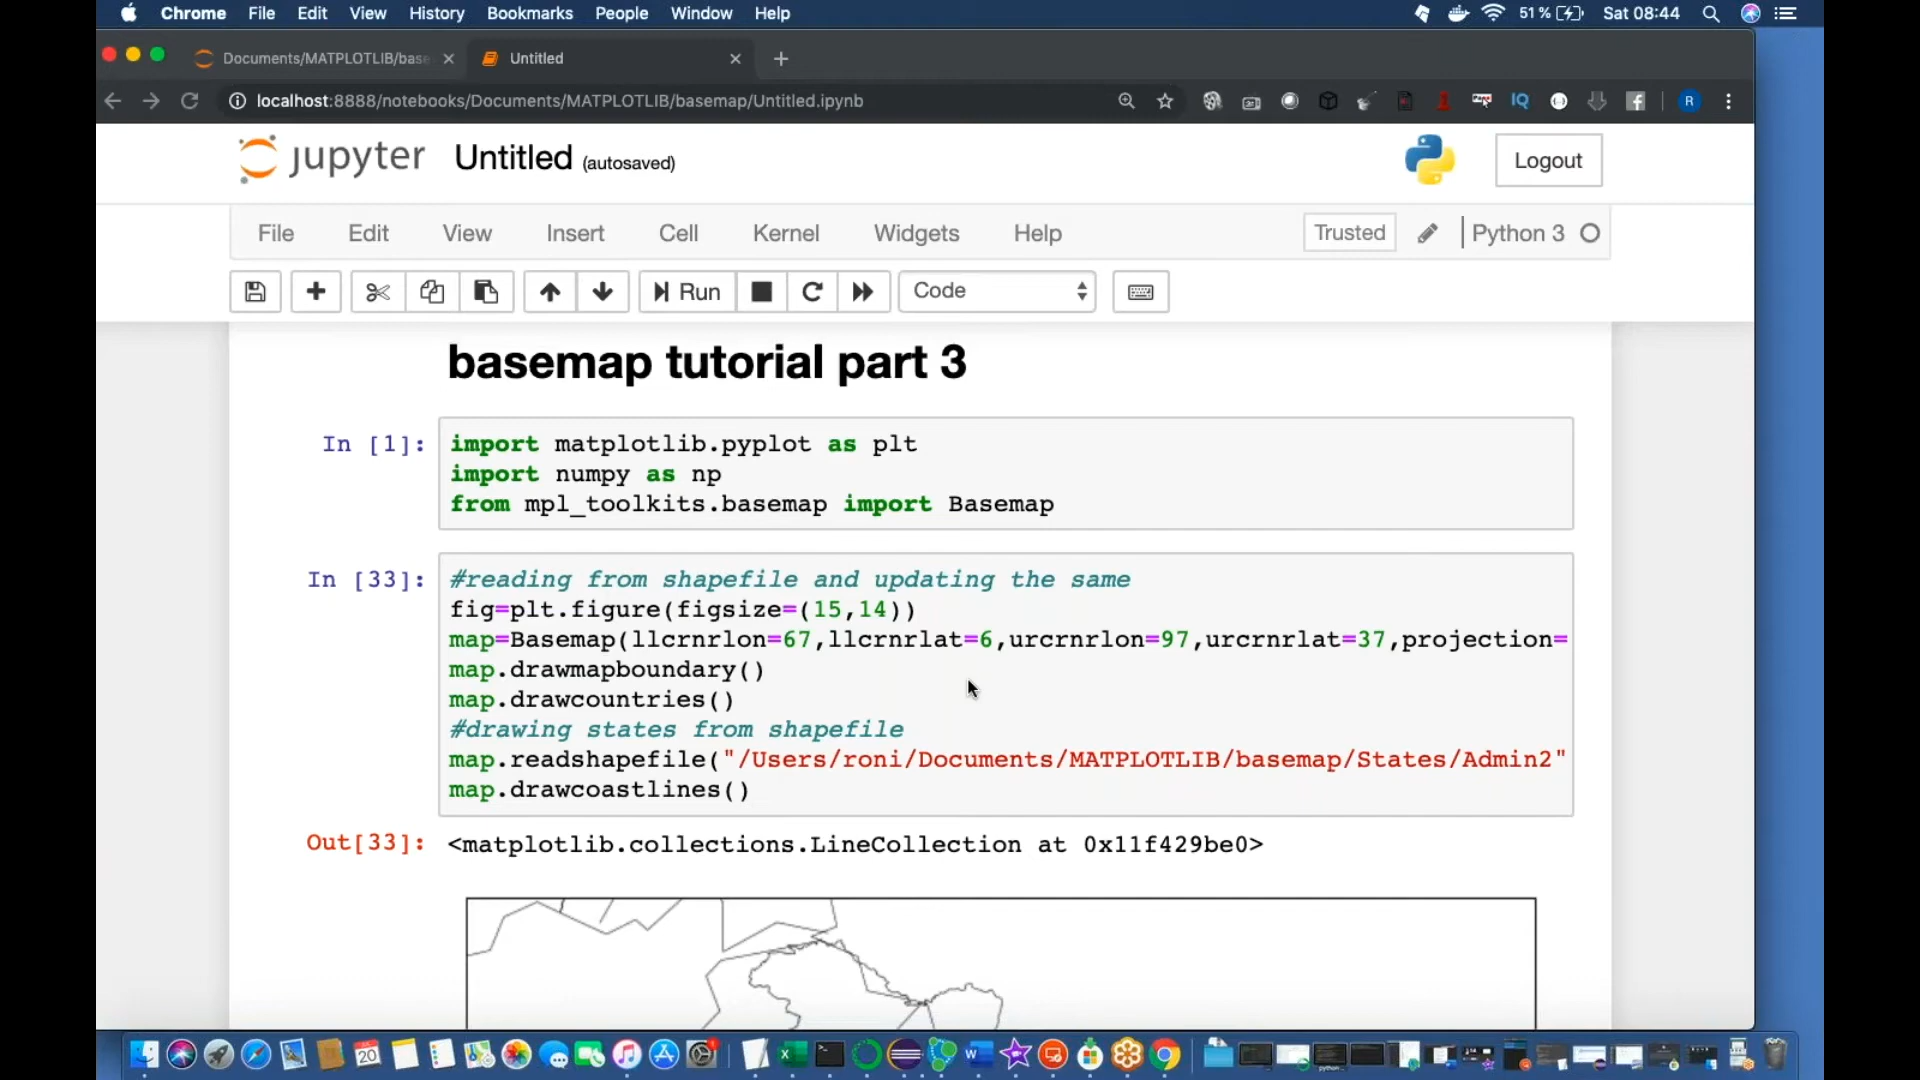 Chrome File Edit View History Bookmarks People Window Help 51% Sat 08:44
Documents/MATPLOTLIB/base Untitled
localhost:8888/notebooks/Documents/MATPLOTLIB/basemap/Untitled.ipynb IQ R
jupyter Untitled (autosaved) Logout
File Edit View Insert Cell Kernel Widgets Help Trusted Python 3
Run Code
basemap tutorial part 3
In [1]: import matplotlib.pyplot as plt
import numpy as np
from mpl_toolkits.basemap import Basemap
In [33]: #reading from shapefile and updating the same
fig=plt.figure(figsize=(15,14))
map=Basemap(llcrnrlon=67,llcrnrlat=6,urcrnrlon=97,urcrnrlat=37,projection=
map.drawmapboundary()
map.drawcountries()
#drawing states from shapefile
map.readshapefile("/Users/roni/Documents/MATPLOTLIB/basemap/States/Admin2"
map.drawcoastlines()
Out[33]: <matplotlib.collections.LineCollection at 0x11f429be0>
20